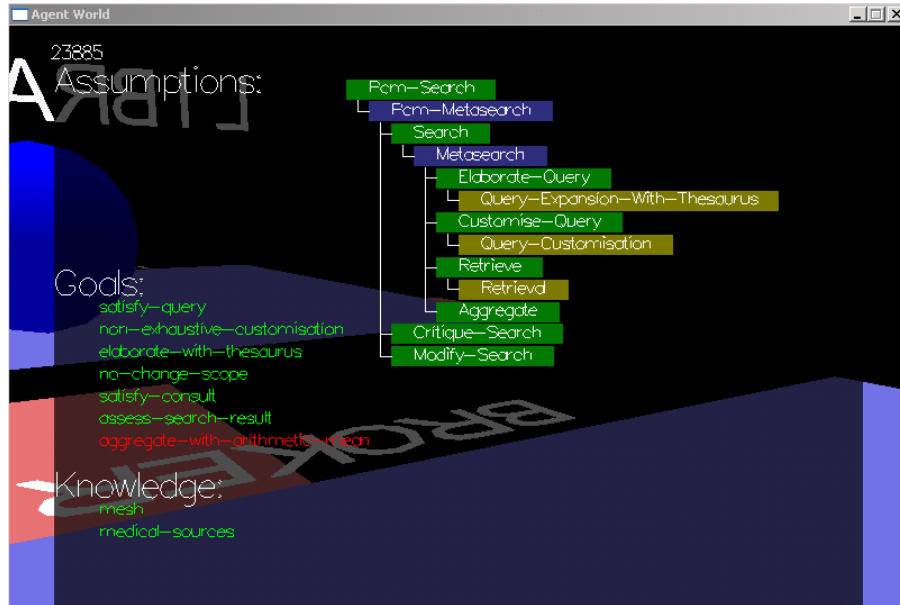 Agent World
23885
Assumptions:
A
LIBR
Pcm-Search
Pcm-Metasearch
Search
Metasearch
Elaborate-Query
Query-Expansion-With-Thesaurus
Customise-Query
Query-Customisation
Retrieve
Retrieval
Aggregate
Critique-Search
Modify-Search
Goals:
satisfy-query
non-exhaustive-customisation
elaborate-with-thesaurus
no-change-scope
satisfy-consult
assess-search-result
aggregate-with-arithmetic-mean
BROKER
Knowledge:
mesh
medical-sources